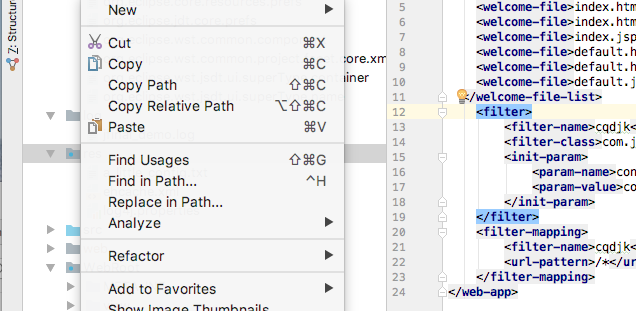 Z: Structure
New
Cut ⌘X
Copy ⌘C
Copy Path ⇧⌘C
Copy Relative Path ⌥⇧⌘C
Paste ⌘V
Find Usages ⇧⌘G
Find in Path... ^H
Replace in Path...
Analyze
Refactor
Add to Favorites
Show Image Thumbnails
core.xm
iner
5 <welcome-file>index.htm
6 <welcome-file>index.htm
7 <welcome-file>index.jsp
8 <welcome-file>default.h
9 <welcome-file>default.h
10 <welcome-file>default.j
11 </welcome-file-list>
12 <filter>
13 <filter-name>cqdjk<
14 <filter-class>com.j
15 <init-param>
16 <param-name>con
17 <param-value>co
18 </init-param>
19 </filter>
20 <filter-mapping>
21 <filter-name>cqdjk<
22 <url-pattern>/*</ur
23 </filter-mapping>
24 </web-app>